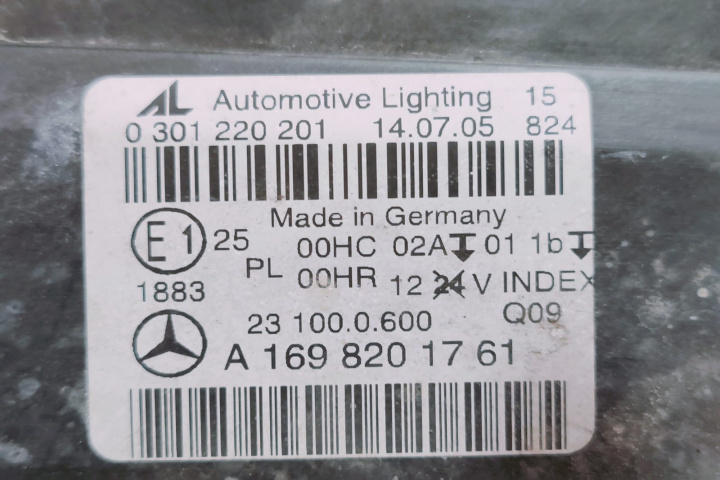 AL Automotive Lighting 15
0 301 220 201 14.07.05 824
Made in Germany
E1 25 00HC 02A 01 1b
PL 00HR 12 24 V INDEX
1883
23 100.0.600 Q09
A 169 820 17 61